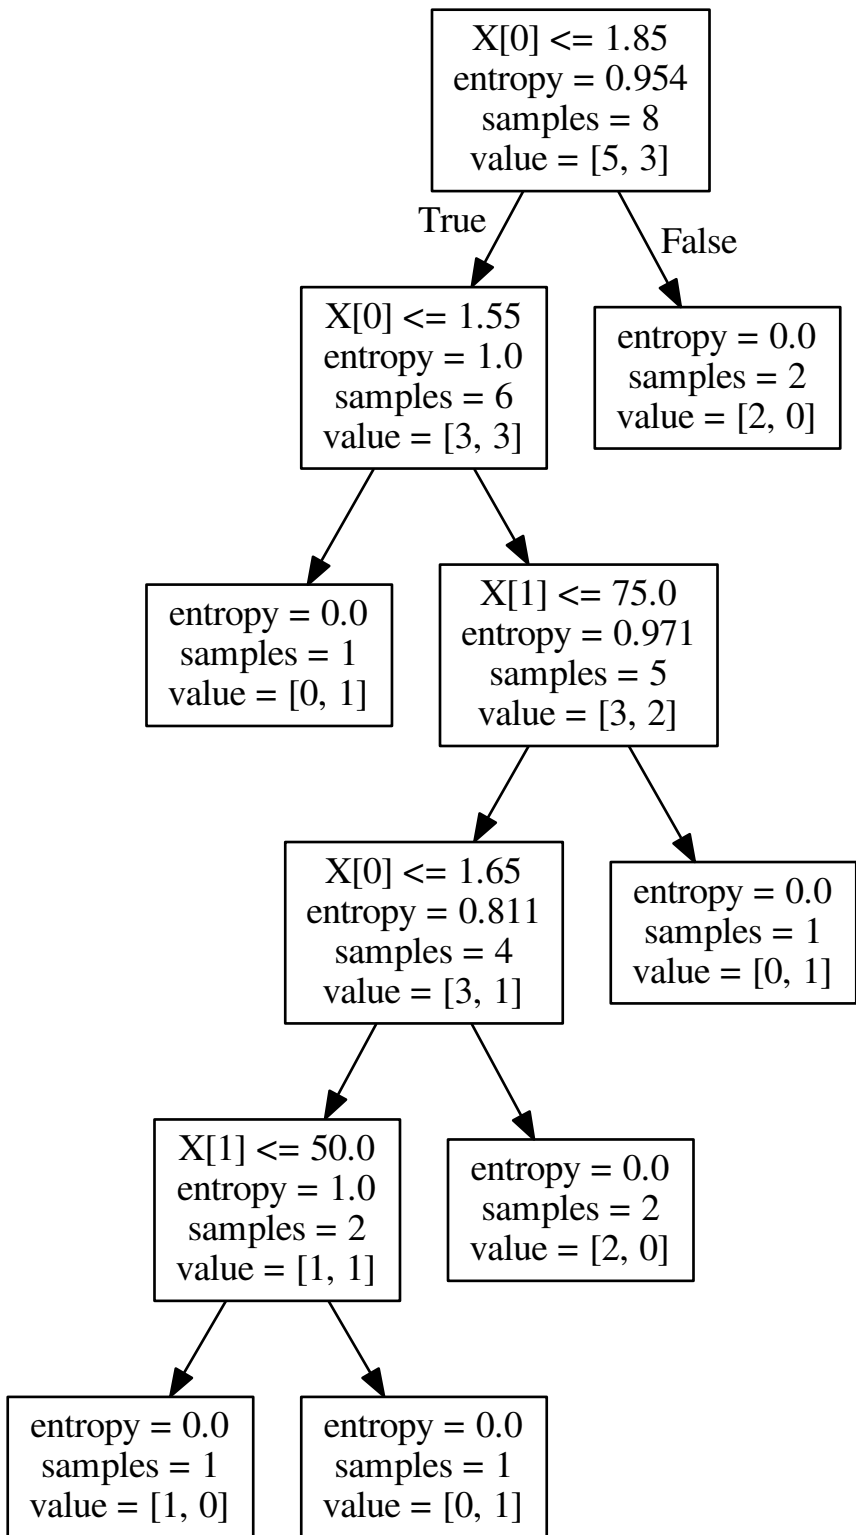 X[0] <= 1.85
entropy = 0.954
samples = 8
value = [5, 3]
True
False
X[0] <= 1.55
entropy = 1.0
samples = 6
value = [3, 3]
entropy = 0.0
samples = 2
value = [2, 0]
entropy = 0.0
samples = 1
value = [0, 1]
X[1] <= 75.0
entropy = 0.971
samples = 5
value = [3, 2]
X[0] <= 1.65
entropy = 0.811
samples = 4
value = [3, 1]
entropy = 0.0
samples = 1
value = [0, 1]
X[1] <= 50.0
entropy = 1.0
samples = 2
value = [1, 1]
entropy = 0.0
samples = 2
value = [2, 0]
entropy = 0.0
samples = 1
value = [1, 0]
entropy = 0.0
samples = 1
value = [0, 1]